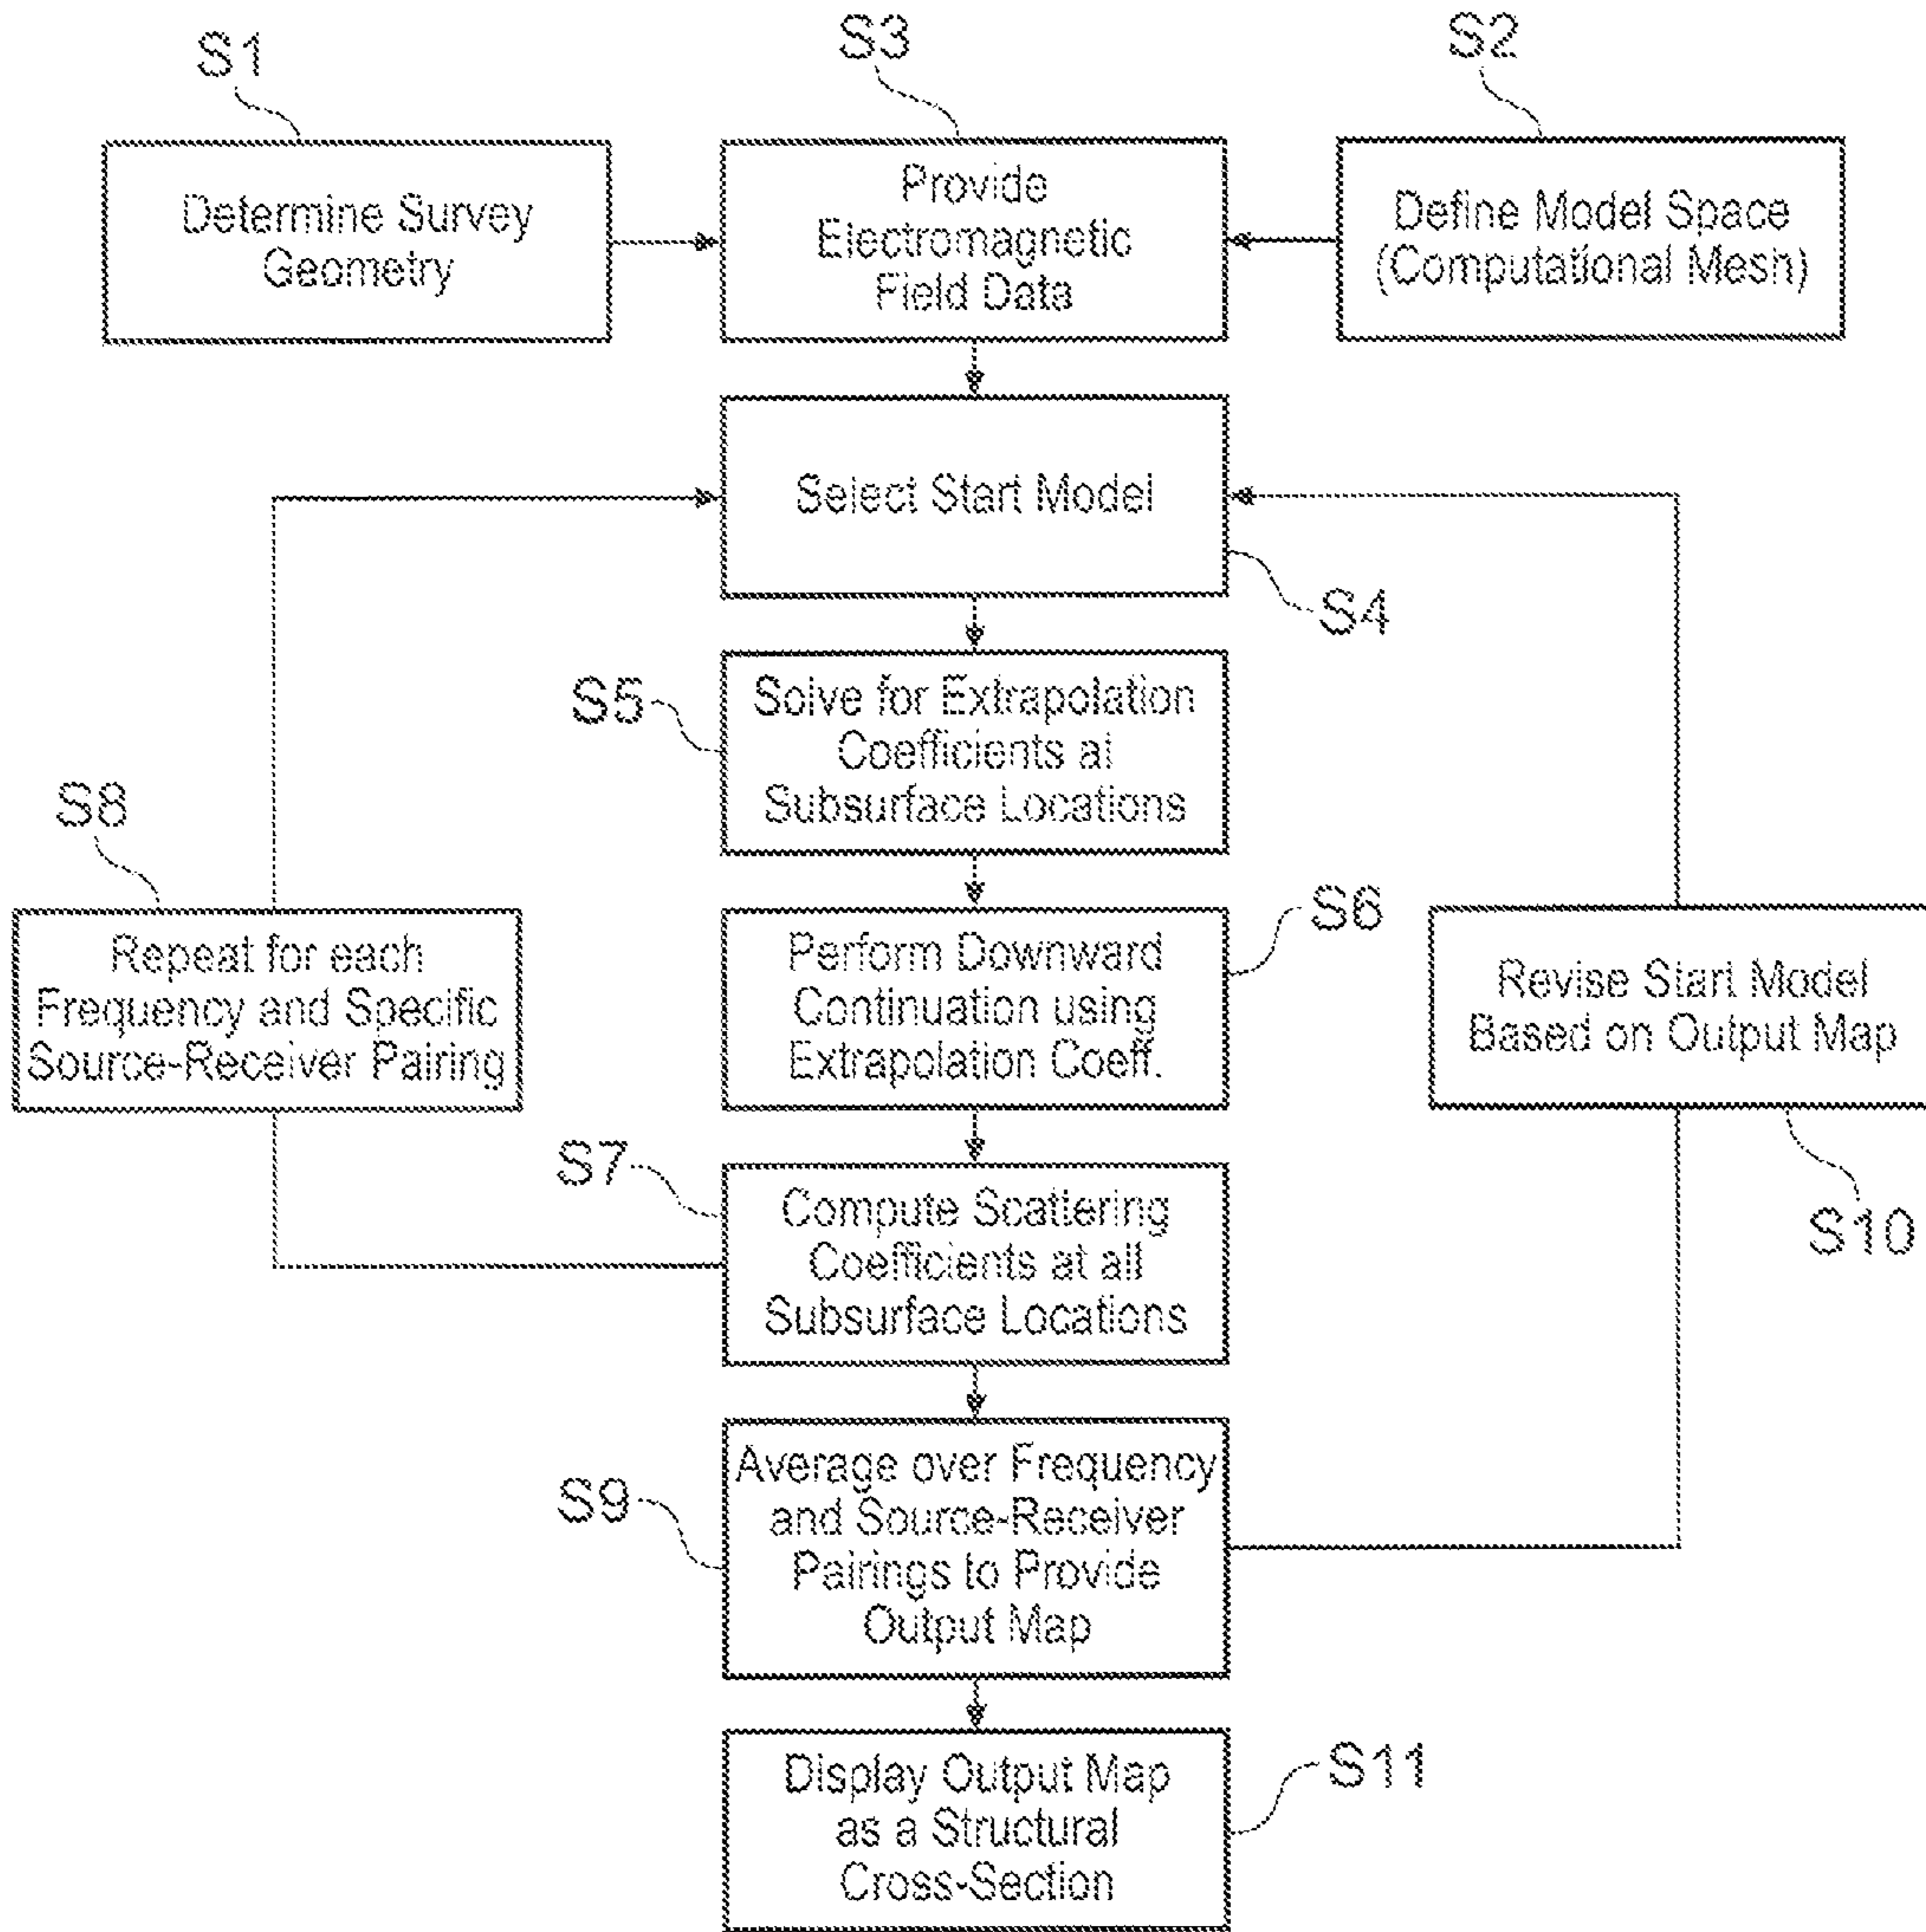 S1
S3
S2
Determine Survey
Geometry
Provide
Electromagnetic
Field Data
Define Model Space
(Computational Mesh)
Select Start Model
S4
S5
Solve for Extrapolation
Coefficients at
Subsurface Locations
S8
Repeat for each
Frequency and Specific
Source-Receiver Pairing
Perform Downward
Continuation using
Extrapolation Coeff.
S6
Revise Start Model
Based on Output Map
S10
S7
Compute Scattering
Coefficients at all
Subsurface Locations
S9
Average over Frequency
and Source-Receiver
Pairings to Provide
Output Map
Display Output Map
as a Structural
Cross-Section
S11